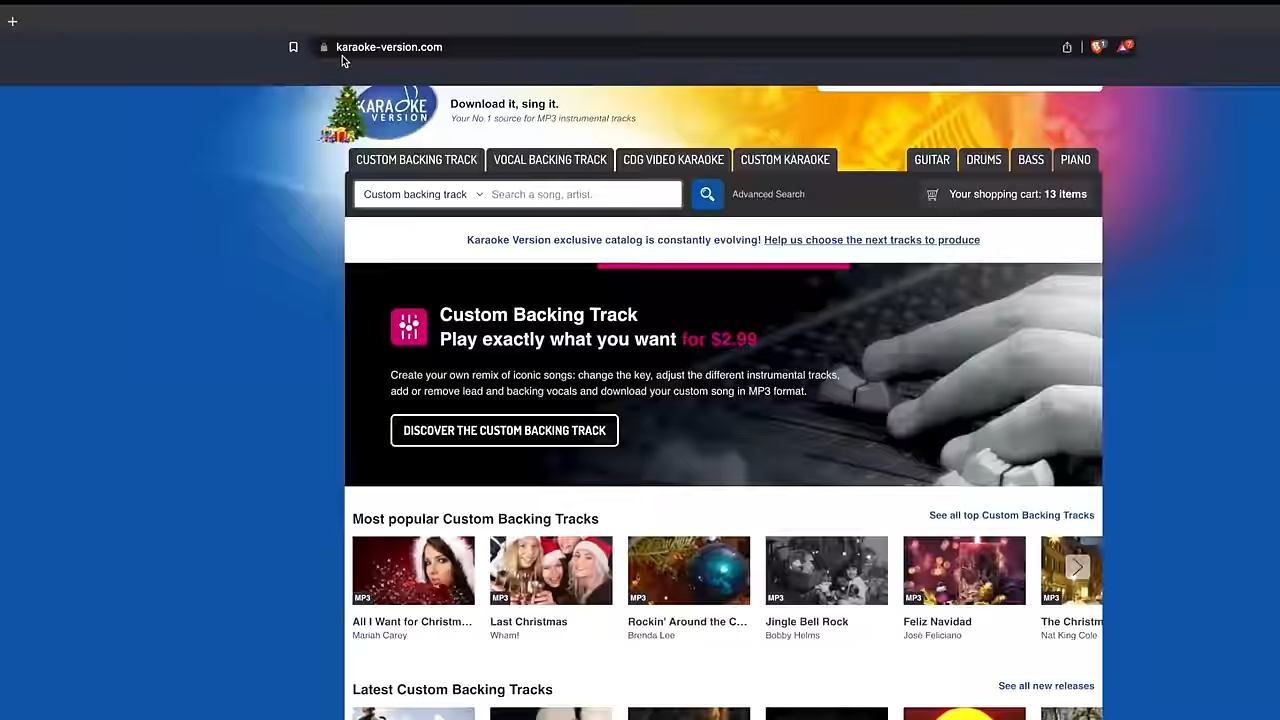 karaoke-version.com
1
7
KARAOKE
VERSION
Download it, sing it.
Your No.1 source for MP3 instrumental tracks
CUSTOM BACKING TRACK
VOCAL BACKING TRACK
CDG VIDEO KARAOKE
CUSTOM KARAOKE
GUITAR
DRUMS
BASS
PIANO
Custom backing track
Search a song, artist.
Advanced Search
Your shopping cart: 13 items
Karaoke Version exclusive catalog is constantly evolving! Help us choose the next tracks to produce
Custom Backing Track
Play exactly what you want for $2.99
Create your own remix of iconic songs: change the key, adjust the different instrumental tracks,
add or remove lead and backing vocals and download your custom song in MP3 format.
DISCOVER THE CUSTOM BACKING TRACK
Most popular Custom Backing Tracks
See all top Custom Backing Tracks
MP3
MP3
MP3
MP3
MP3
MP3
All I Want for Christm...
Last Christmas
Rockin' Around the C...
Jingle Bell Rock
Feliz Navidad
The Christm
Mariah Carey
Wham!
Brenda Lee
Bobby Helms
José Feliciano
Nat King Cole
Latest Custom Backing Tracks
See all new releases